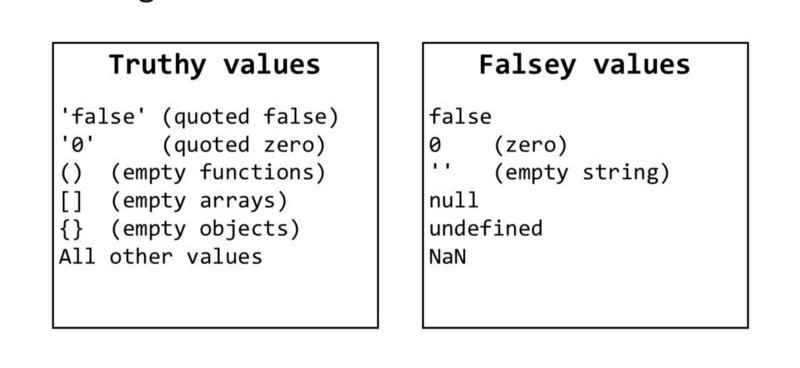 Truthy values
'false' (quoted false)
'0' (quoted zero)
() (empty functions)
[] (empty arrays)
{} (empty objects)
All other values
Falsey values
false
0 (zero)
'' (empty string)
null
undefined
NaN